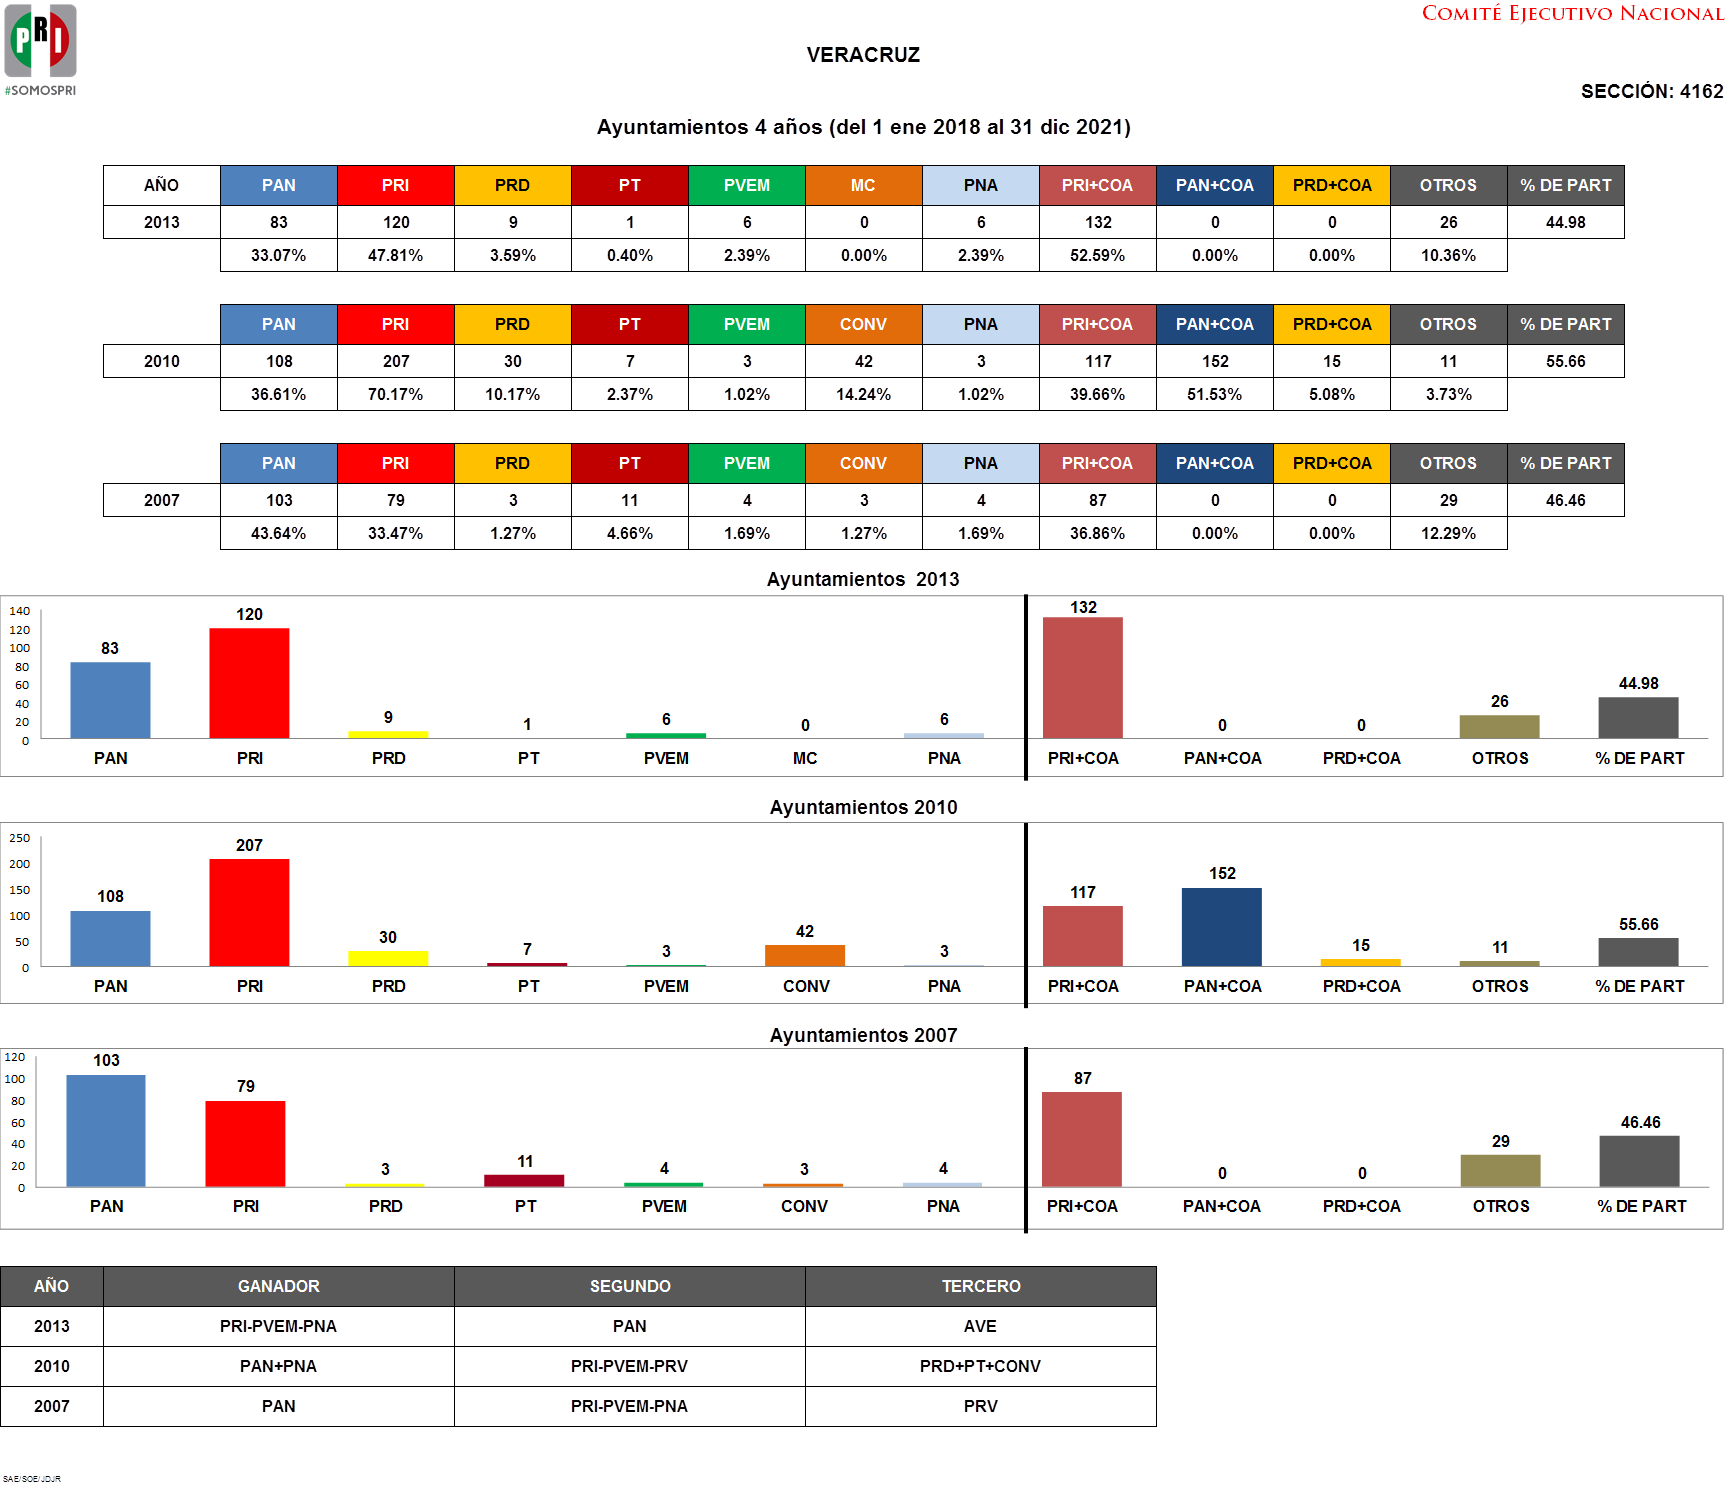 PRI
#SOMOSPRI
COMITÉ EJECUTIVO NACIONAL
VERACRUZ
SECCIÓN: 4162
Ayuntamientos 4 años (del 1 ene 2018 al 31 dic 2021)
AÑO PAN PRI PRD PT PVEM MC PNA PRI+COA PAN+COA PRD+COA OTROS % DE PART
2013 83 120 9 1 6 0 6 132 0 0 26 44.98
33.07% 47.81% 3.59% 0.40% 2.39% 0.00% 2.39% 52.59% 0.00% 0.00% 10.36%
PAN PRI PRD PT PVEM CONV PNA PRI+COA PAN+COA PRD+COA OTROS % DE PART
2010 108 207 30 7 3 42 3 117 152 15 11 55.66
36.61% 70.17% 10.17% 2.37% 1.02% 14.24% 1.02% 39.66% 51.53% 5.08% 3.73%
PAN PRI PRD PT PVEM CONV PNA PRI+COA PAN+COA PRD+COA OTROS % DE PART
2007 103 79 3 11 4 3 4 87 0 0 29 46.46
43.64% 33.47% 1.27% 4.66% 1.69% 1.27% 1.69% 36.86% 0.00% 0.00% 12.29%
Ayuntamientos 2013
140
120
100
80
60
40
20
0
83 120 9 1 6 0 6 132 0 0 26 44.98
PAN PRI PRD PT PVEM MC PNA PRI+COA PAN+COA PRD+COA OTROS % DE PART
Ayuntamientos 2010
250
200
150
100
50
0
108 207 30 7 3 42 3 117 152 15 11 55.66
PAN PRI PRD PT PVEM CONV PNA PRI+COA PAN+COA PRD+COA OTROS % DE PART
Ayuntamientos 2007
120
100
80
60
40
20
0
103 79 3 11 4 3 4 87 0 0 29 46.46
PAN PRI PRD PT PVEM CONV PNA PRI+COA PAN+COA PRD+COA OTROS % DE PART
AÑO GANADOR SEGUNDO TERCERO
2013 PRI-PVEM-PNA PAN AVE
2010 PAN+PNA PRI-PVEM-PRV PRD+PT+CONV
2007 PAN PRI-PVEM-PNA PRV
SAE/SOE/JDJR